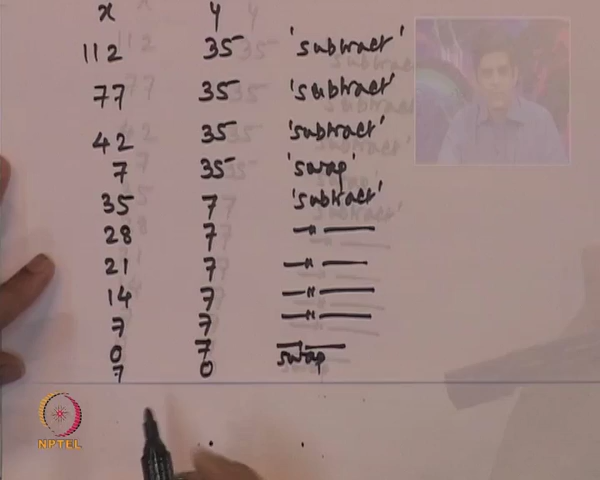 x y
112 35 'subtract'
77 35 'subtract'
42 35 'subtract'
7 35 'swap'
35 7 'subtract'
28 7 —〃—
21 7 —〃—
14 7 —〃—
7 7 —〃—
0 7 swap
7 0
NPTEL